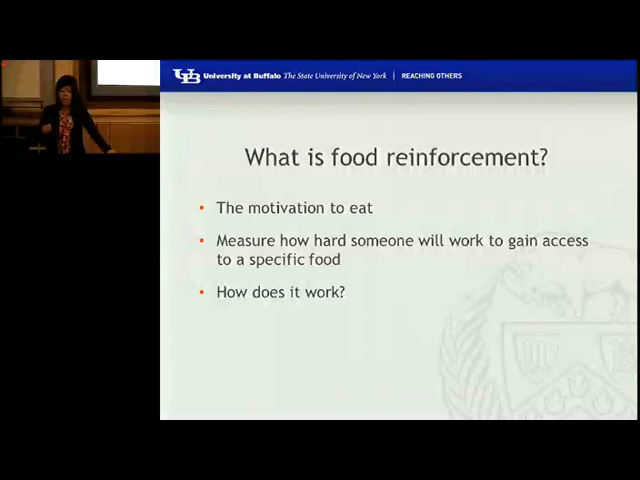 UB University at Buffalo The State University of New York | REACHING OTHERS
What is food reinforcement?
• The motivation to eat
• Measure how hard someone will work to gain access
to a specific food
• How does it work?